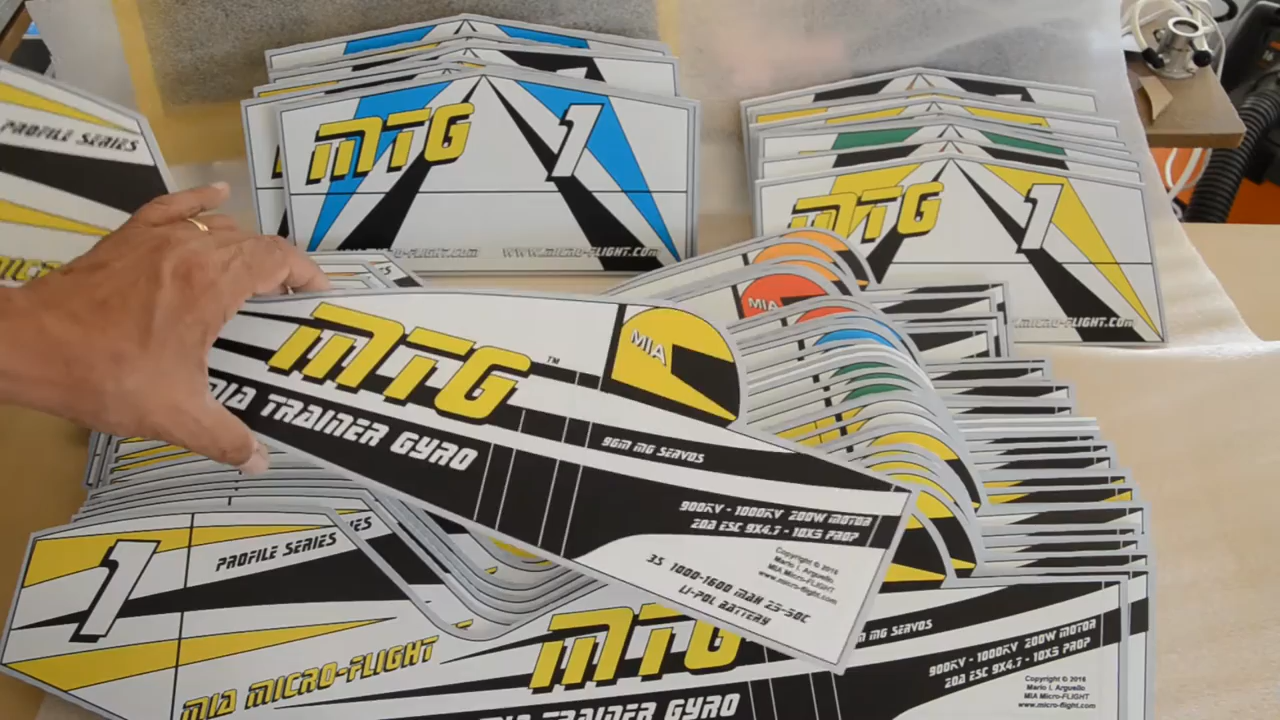 PROFILE SERIES
MTG
1
WWW.MICRO-FLIGHT.COM
MTG
1
MICRO-FLIGHT.COM
MIA
MTG™
MIA
MIA TRAINER GYRO
9GM MG SERVOS
900KV - 1000KV 200W MOTOR
20A ESC 9X4.7 - 10X5 PROP
3S 1000-1600 MAH 25-50C
LI-POL BATTERY
Copyright © 2016
Mario I. Arguello
MIA Micro-FLIGHT
www.micro-flight.com
1
PROFILE SERIES
MIA MICRO-FLIGHT
MTG
MIA TRAINER GYRO
MG SERVOS
900KV - 1000KV 200W MOTOR
20A ESC 9X4.7 - 10X5 PROP
Copyright © 2016
Mario I. Arguello
MIA Micro-FLIGHT
www.micro-flight.com